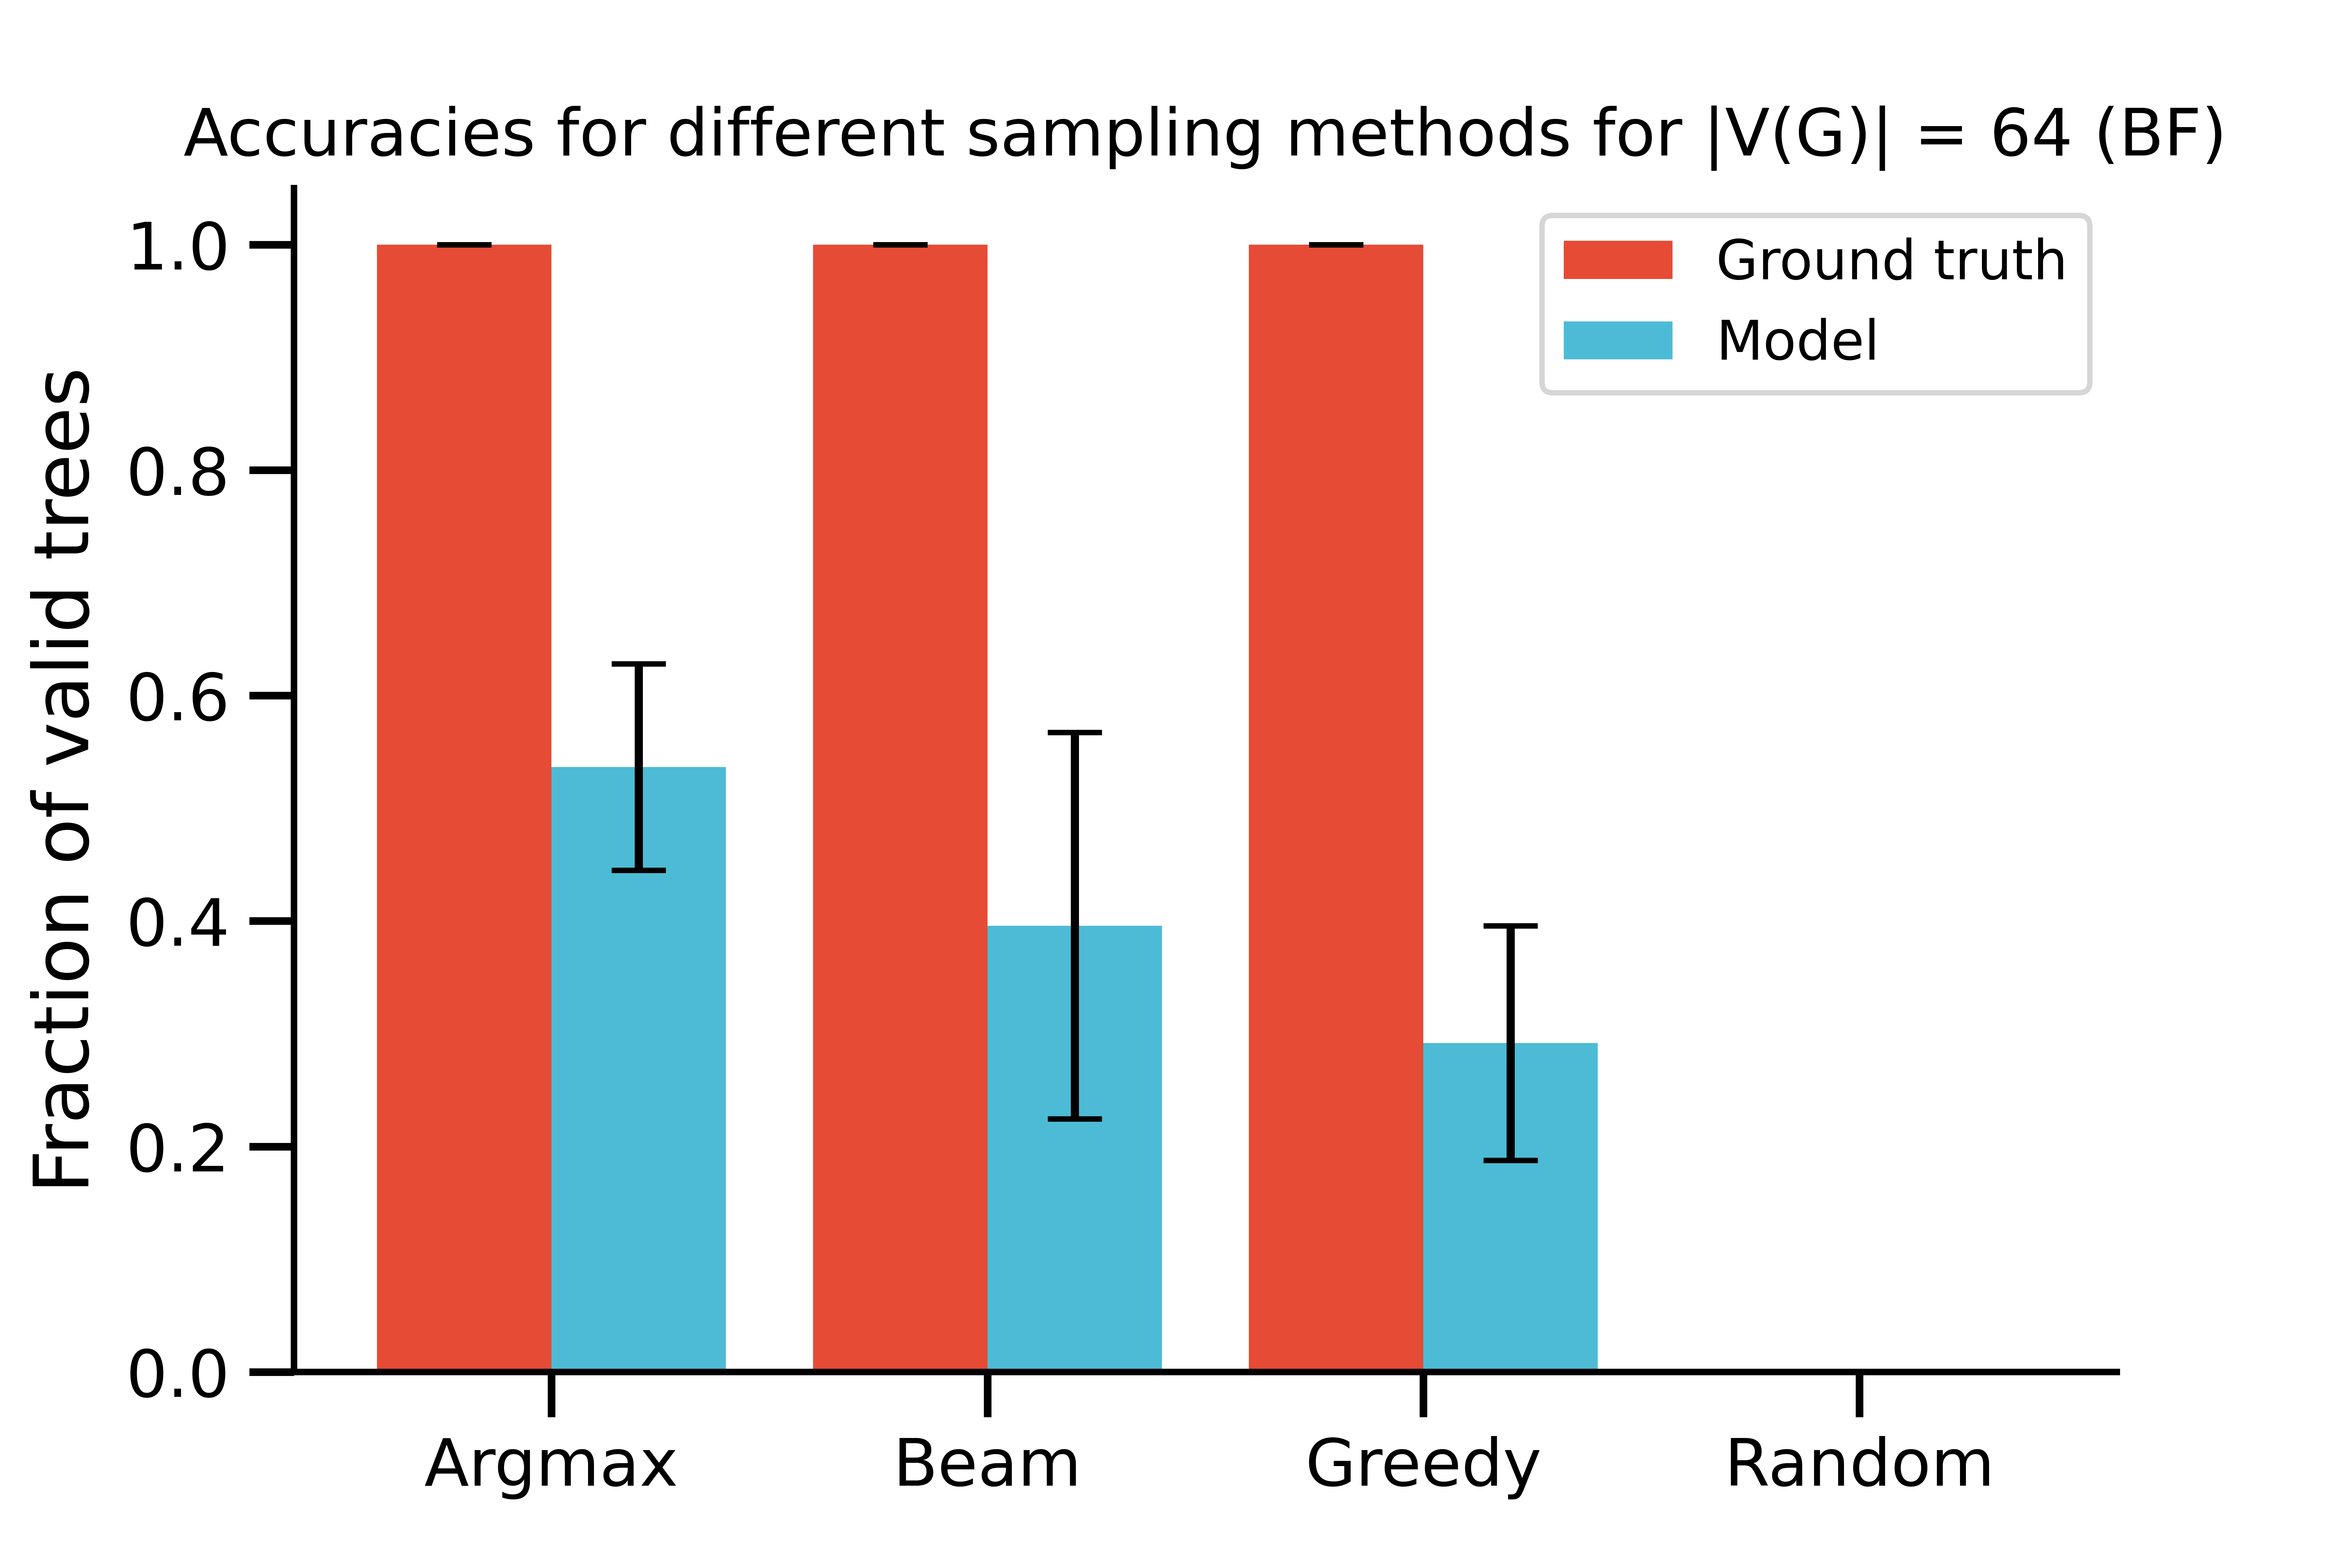 Accuracies for different sampling methods for |V(G)| = 64 (BF)
Ground truth
Model
Fraction of valid trees
1.0
0.8
0.6
0.4
0.2
0.0
Argmax
Beam
Greedy
Random